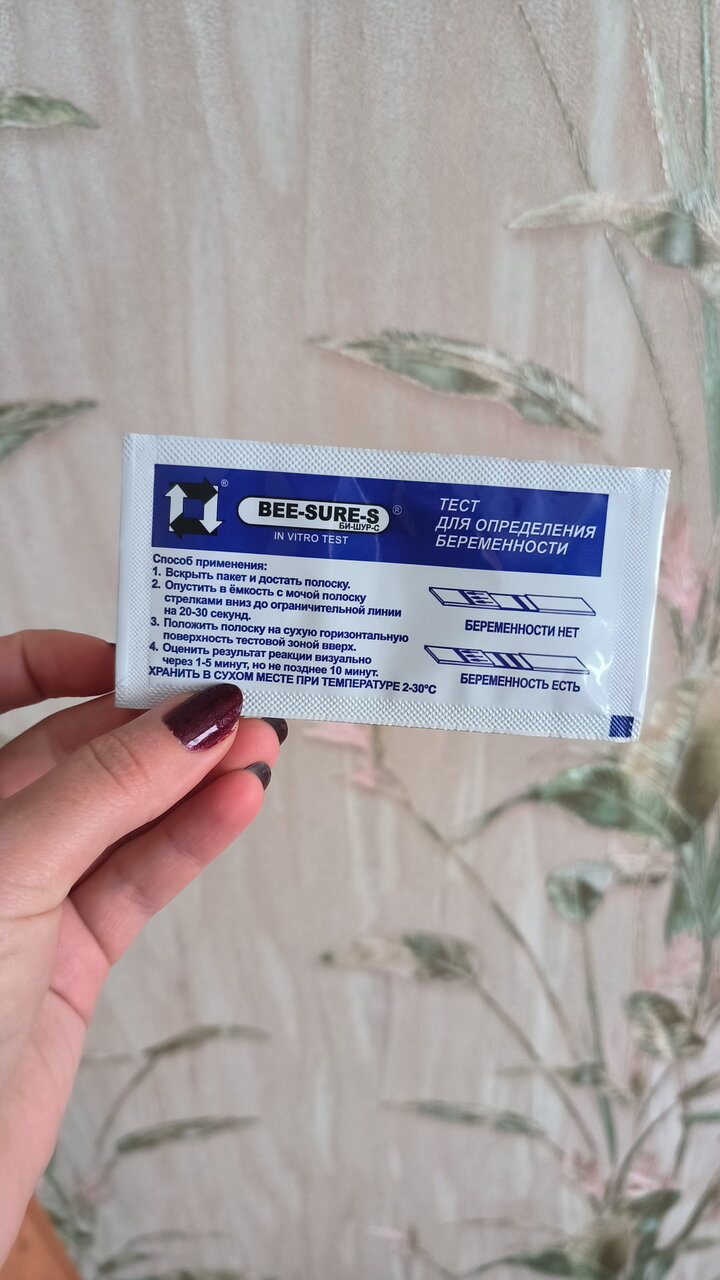 BEE-SURE-S ®
БИ-ШУР-С
IN VITRO TEST
®
ТЕСТ
ДЛЯ ОПРЕДЕЛЕНИЯ
БЕРЕМЕННОСТИ
Способ применения:
1. Вскрыть пакет и достать полоску.
2. Опустить в ёмкость с мочой полоску
стрелками вниз до ограничительной линии
на 20-30 секунд.
3. Положить полоску на сухую горизонтальную
поверхность тестовой зоной вверх.
4. Оценить результат реакции визуально
через 1-5 минут, но не позднее 10 минут.
ХРАНИТЬ В СУХОМ МЕСТЕ ПРИ ТЕМПЕРАТУРЕ 2-30°С
БЕРЕМЕННОСТИ НЕТ
БЕРЕМЕННОСТЬ ЕСТЬ